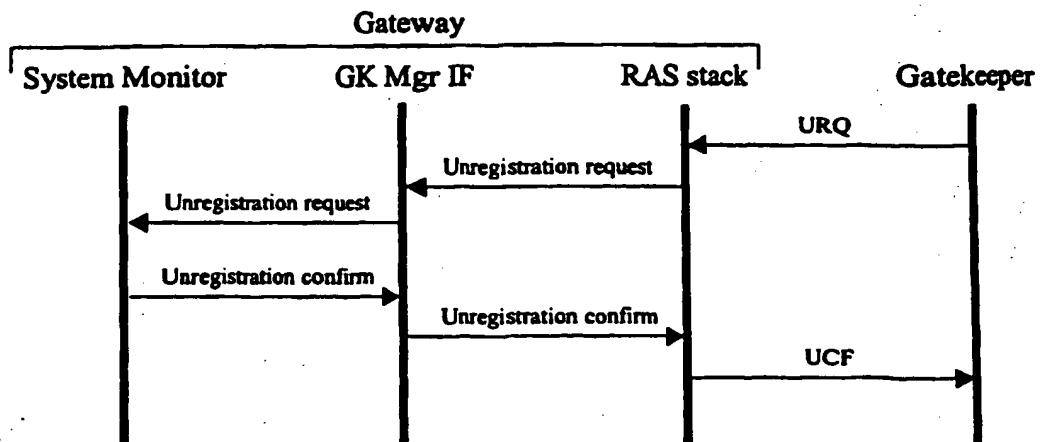 Gateway
System Monitor
GK Mgr IF
RAS stack
Gatekeeper
URQ
Unregistration request
Unregistration request
Unregistration confirm
Unregistration confirm
UCF